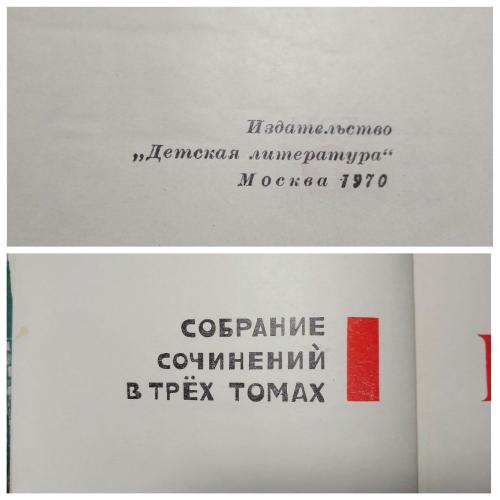 Издательство
„Детская литература“
Москва 1970
СОБРАНИЕ
СОЧИНЕНИЙ
В ТРЁХ ТОМАХ